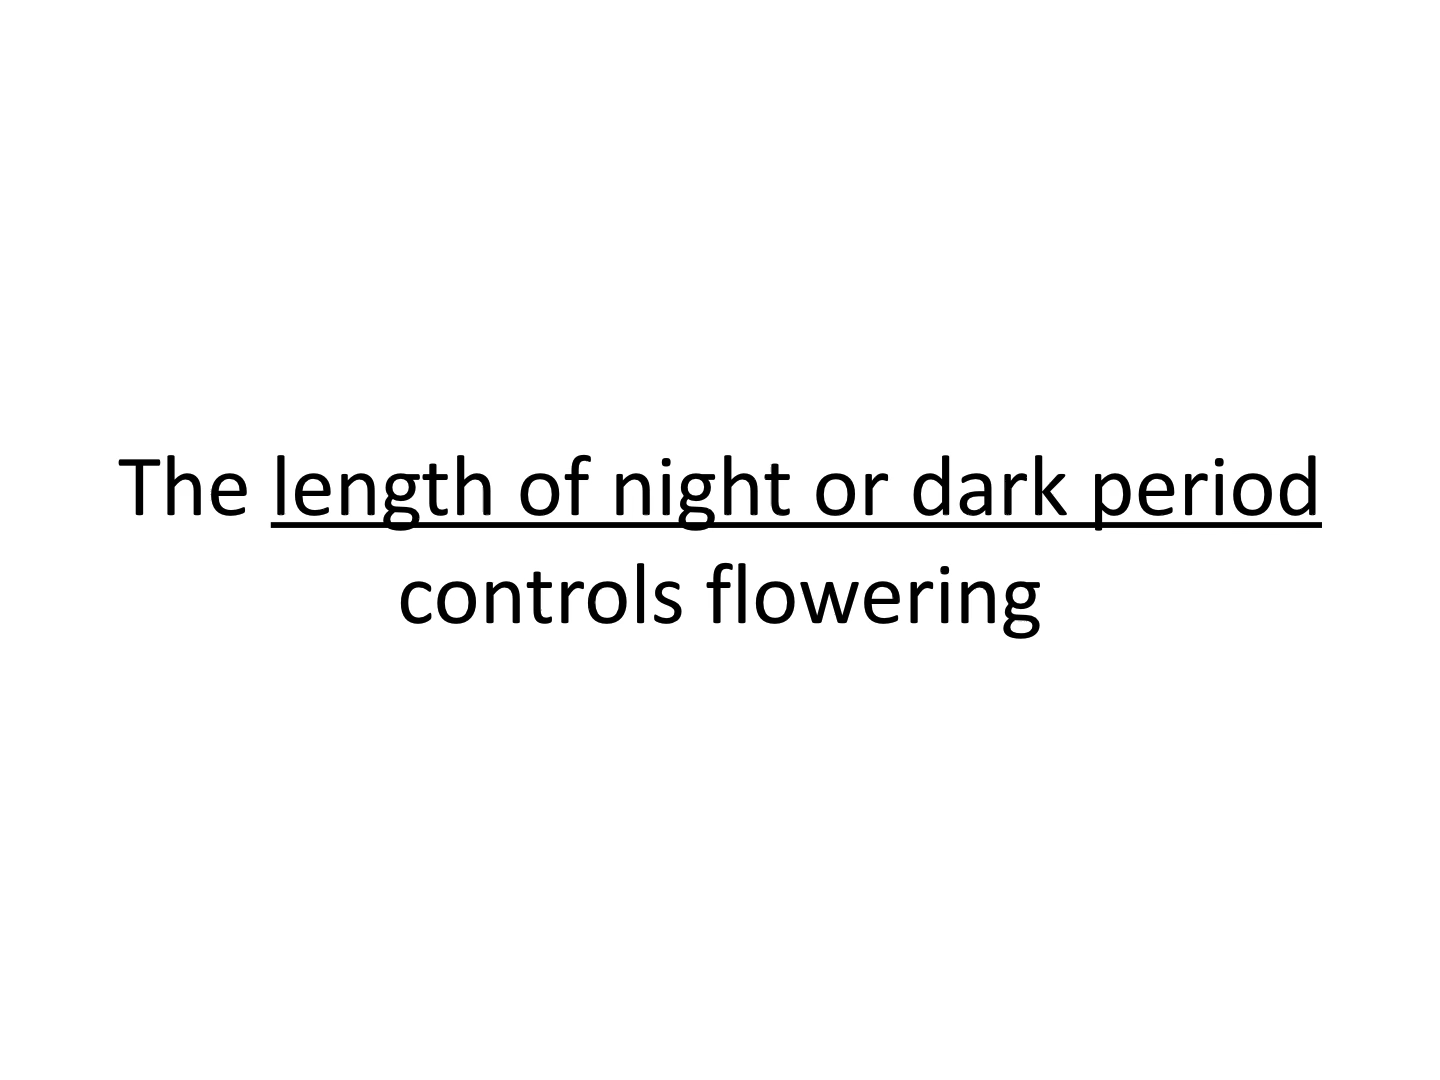 The length of night or dark period
controls flowering